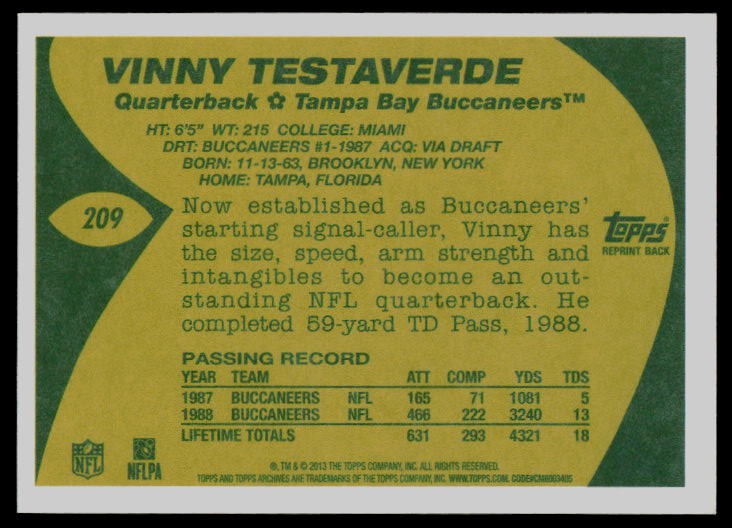 VINNY TESTAVERDE
Quarterback ✿ Tampa Bay Buccaneers™
HT: 6'5" WT: 215 COLLEGE: MIAMI
DRT: BUCCANEERS #1-1987 ACQ: VIA DRAFT
BORN: 11-13-63, BROOKLYN, NEW YORK
HOME: TAMPA, FLORIDA
209
Now established as Buccaneers'
starting signal-caller, Vinny has
the size, speed, arm strength and
intangibles to become an out-
standing NFL quarterback. He
completed 59-yard TD Pass, 1988.
Topps®
REPRINT BACK
PASSING RECORD
YEAR TEAM ATT COMP YDS TDS
1987 BUCCANEERS NFL 165 71 1081 5
1988 BUCCANEERS NFL 466 222 3240 13
LIFETIME TOTALS 631 293 4321 18
NFL
NFLPA
®, TM & © 2013 THE TOPPS COMPANY, INC. ALL RIGHTS RESERVED.
TOPPS AND TOPPS ARCHIVES ARE TRADEMARKS OF THE TOPPS COMPANY, INC. WWW.TOPPS.COM. CODE#CMB003405